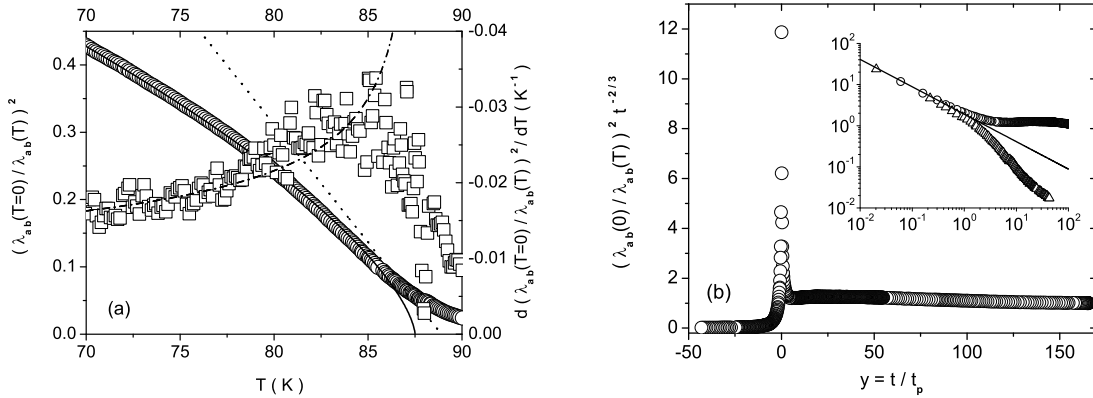 70 75 80 85 90
0.4
0.3
0.2
0.1
0.0
( λab(T=0) / λab(T) ) 2
(a)
70 75 80 85 90
T ( K )
-0.04
-0.03
-0.02
-0.01
0.00
d ( λab(T=0) / λab(T) ) 2 / dT ( K-1)
12
10
8
6
4
2
0
( λab(0) / λab(T) ) 2 t -2/3
(b)
102
101
100
10-1
10-2
10-2 10-1 100 101 102
-50 0 50 100 150
y = t / tp